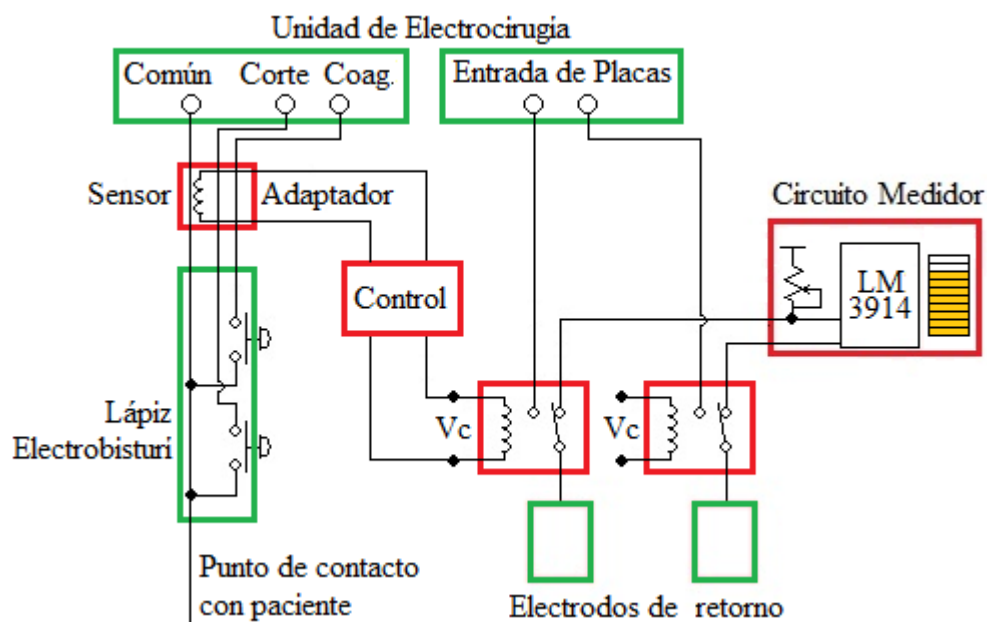 Unidad de Electrocirugía
Común Corte Coag.
Entrada de Placas
Sensor
Adaptador
Circuito Medidor
Control
LM
3914
Lápiz
Electrobisturí
Vc
Vc
Punto de contacto
con paciente
Electrodos de retorno